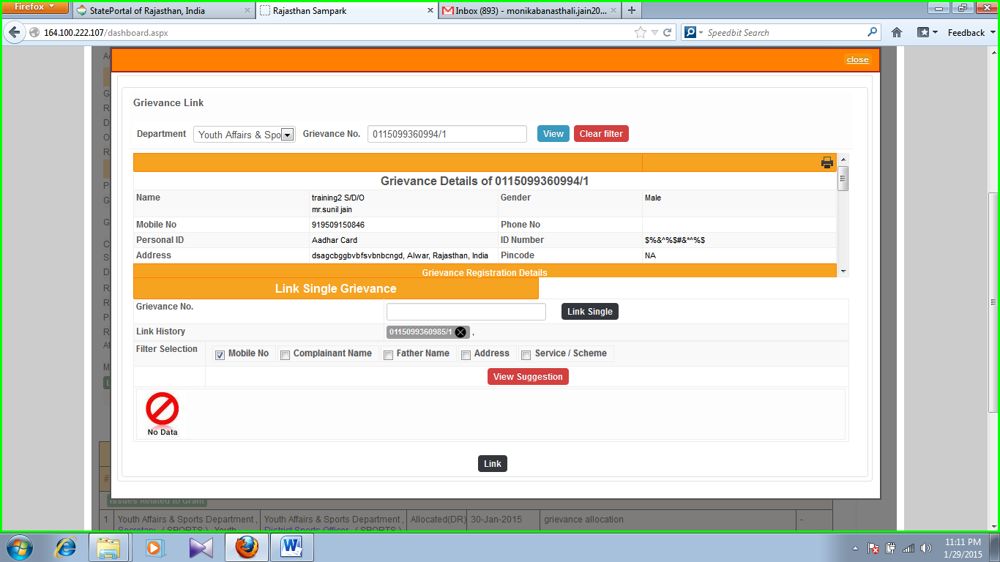 Firefox
StatePortal of Rajasthan, India
Rajasthan Sampark
Inbox (893) - monikabanasthali.jain20...
164.100.222.107/dashboard.aspx
Speedbit Search
Feedback
close
Grievance Link
Department Youth Affairs & Spo Grievance No. 0115099360994/1 View Clear filter
Grievance Details of 0115099360994/1
Name training2 S/D/O Gender Male
mr.sunil jain
Mobile No 919509150846 Phone No
Personal ID Aadhar Card ID Number $%&^%$#&*^%$
Address dsagcbggbvbfsvbnbcngd, Alwar, Rajasthan, India Pincode NA
Grievance Registration Details
Link Single Grievance
Grievance No. Link Single
Link History 0115099360985/1 ,
Filter Selection Mobile No Complainant Name Father Name Address Service / Scheme
View Suggestion
No Data
Link
#
Issues Related to Grant
1 Youth Affairs & Sports Department , Youth Affairs & Sports Department , Allocated(DR) 30-Jan-2015 grievance allocation -
Secretary ( SPORTS ) Youth District Sports Officer ( SPORTS )
11:11 PM
1/29/2015